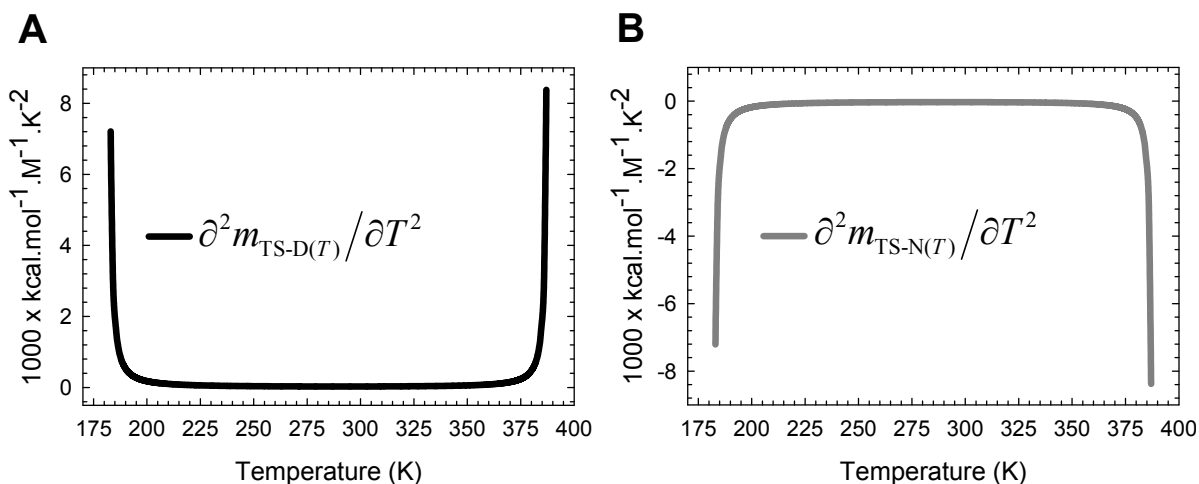 A
1000 x kcal.mol⁻¹.M⁻¹.K⁻²
8
6
4
2
0
∂²m_TS-D(T)/∂T²
175 200 225 250 275 300 325 350 375 400
Temperature (K)
B
1000 x kcal.mol⁻¹.M⁻¹.K⁻²
0
-2
-4
-6
-8
∂²m_TS-N(T)/∂T²
175 200 225 250 275 300 325 350 375 400
Temperature (K)